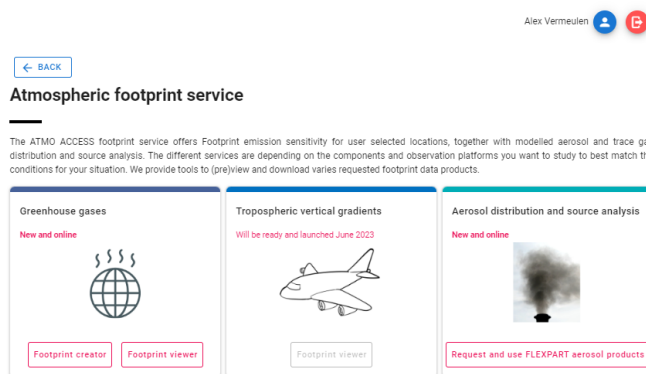 Alex Vermeulen
BACK
Atmospheric footprint service
The ATMO ACCESS footprint service offers Footprint emission sensitivity for user selected locations, together with modelled aerosol and trace
distribution and source analysis. The different services are depending on the components and observation platforms you want to study to best match
conditions for your situation. We provide tools to (pre)view and download varies requested footprint data products.
Greenhouse gases
New and online
Footprint creator
Footprint viewer
Tropospheric vertical gradients
Will be ready and launched June 2023
Footprint viewer
Aerosol distribution and source analysis
New and online
Request and use FLEXPART aerosol products